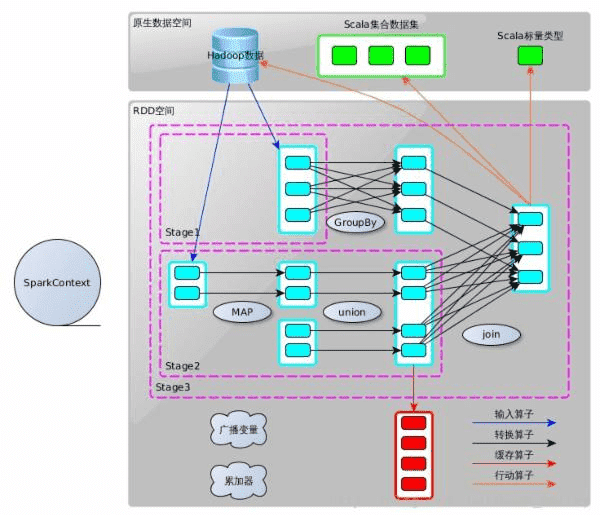 原生数据空间
Hadoop数据
Scala集合数据集
Scala标量类型
RDD空间
Stage1
GroupBy
SparkContext
MAP
union
join
Stage2
Stage3
广播变量
累加器
输入算子
转换算子
缓存算子
行动算子